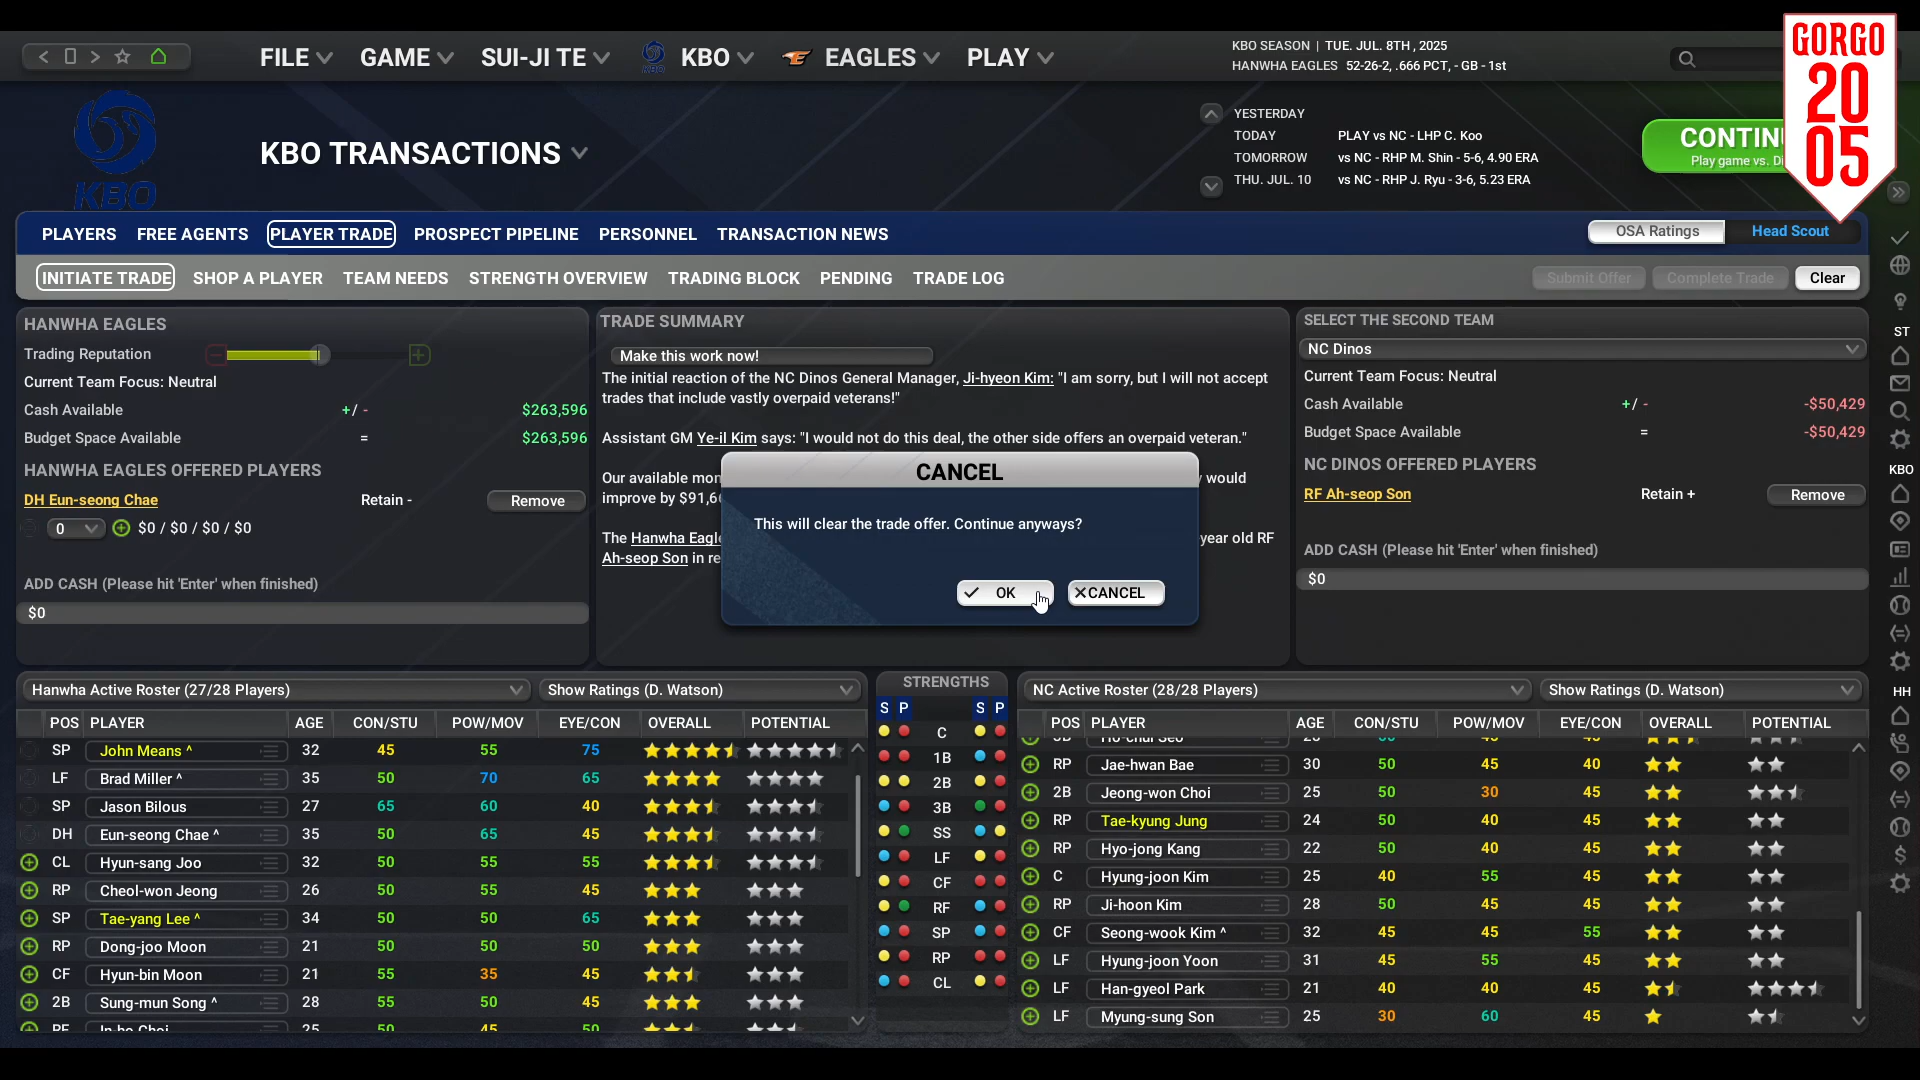 FILE GAME SUI-JI TE KBO EAGLES PLAY
KBO SEASON | TUE. JUL. 8TH , 2025
HANWHA EAGLES 52-26-2, .666 PCT, - GB - 1st
GORGO
20
05
KBO
KBO TRANSACTIONS
YESTERDAY
TODAY PLAY vs NC - LHP C. Koo
TOMORROW vs NC - RHP M. Shin - 5-6, 4.90 ERA
THU. JUL. 10 vs NC - RHP J. Ryu - 3-6, 5.23 ERA
Play game vs.
PLAYERS FREE AGENTS PLAYER TRADE PROSPECT PIPELINE PERSONNEL TRANSACTION NEWS
OSA Ratings Head Scout
INITIATE TRADE SHOP A PLAYER TEAM NEEDS STRENGTH OVERVIEW TRADING BLOCK PENDING TRADE LOG
Submit Offer Complete Trade Clear
HANWHA EAGLES
Trading Reputation
Current Team Focus: Neutral
Cash Available +/ - $263,596
Budget Space Available = $263,596
HANWHA EAGLES OFFERED PLAYERS
DH Eun-seong Chae Retain - Remove
0 $0 / $0 / $0 / $0
ADD CASH (Please hit 'Enter' when finished)
$0
TRADE SUMMARY
Make this work now!
The initial reaction of the NC Dinos General Manager, Ji-hyeon Kim: "I am sorry, but I will not accept
trades that include vastly overpaid veterans!"
Assistant GM Ye-il Kim says: "I would not do this deal, the other side offers an overpaid veteran."
Our available would
improve by
The Hanwha year old RF
Ah-seop Son in
CANCEL
This will clear the trade offer. Continue anyways?
OK CANCEL
SELECT THE SECOND TEAM
NC Dinos
Current Team Focus: Neutral
Cash Available +/ - -$50,429
Budget Space Available = -$50,429
NC DINOS OFFERED PLAYERS
RF Ah-seop Son Retain + Remove
ADD CASH (Please hit 'Enter' when finished)
$0
Hanwha Active Roster (27/28 Players) Show Ratings (D. Watson)
POS PLAYER AGE CON/STU POW/MOV EYE/CON OVERALL POTENTIAL
SP John Means ^ 32 45 55 75
LF Brad Miller ^ 35 50 70 65
SP Jason Bilous 27 65 60 40
DH Eun-seong Chae ^ 35 50 65 45
CL Hyun-sang Joo 32 50 55 55
RP Cheol-won Jeong 26 50 55 45
SP Tae-yang Lee ^ 34 50 50 65
RP Dong-joo Moon 21 50 50 50
CF Hyun-bin Moon 21 55 35 45
2B Sung-mun Song ^ 28 55 50 45
STRENGTHS
S P S P
C
1B
2B
3B
SS
LF
CF
RF
SP
RP
CL
NC Active Roster (28/28 Players) Show Ratings (D. Watson)
POS PLAYER AGE CON/STU POW/MOV EYE/CON OVERALL POTENTIAL
RP Jae-hwan Bae 30 50 45 40
2B Jeong-won Choi 25 50 30 45
RP Tae-kyung Jung 24 50 40 45
RP Hyo-jong Kang 22 50 40 45
C Hyung-joon Kim 25 40 55 45
RP Ji-hoon Kim 28 50 45 45
CF Seong-wook Kim ^ 32 45 45 55
LF Hyung-joon Yoon 31 45 55 45
LF Han-gyeol Park 21 40 40 45
LF Myung-sung Son 25 30 60 45
ST
KBO
HH